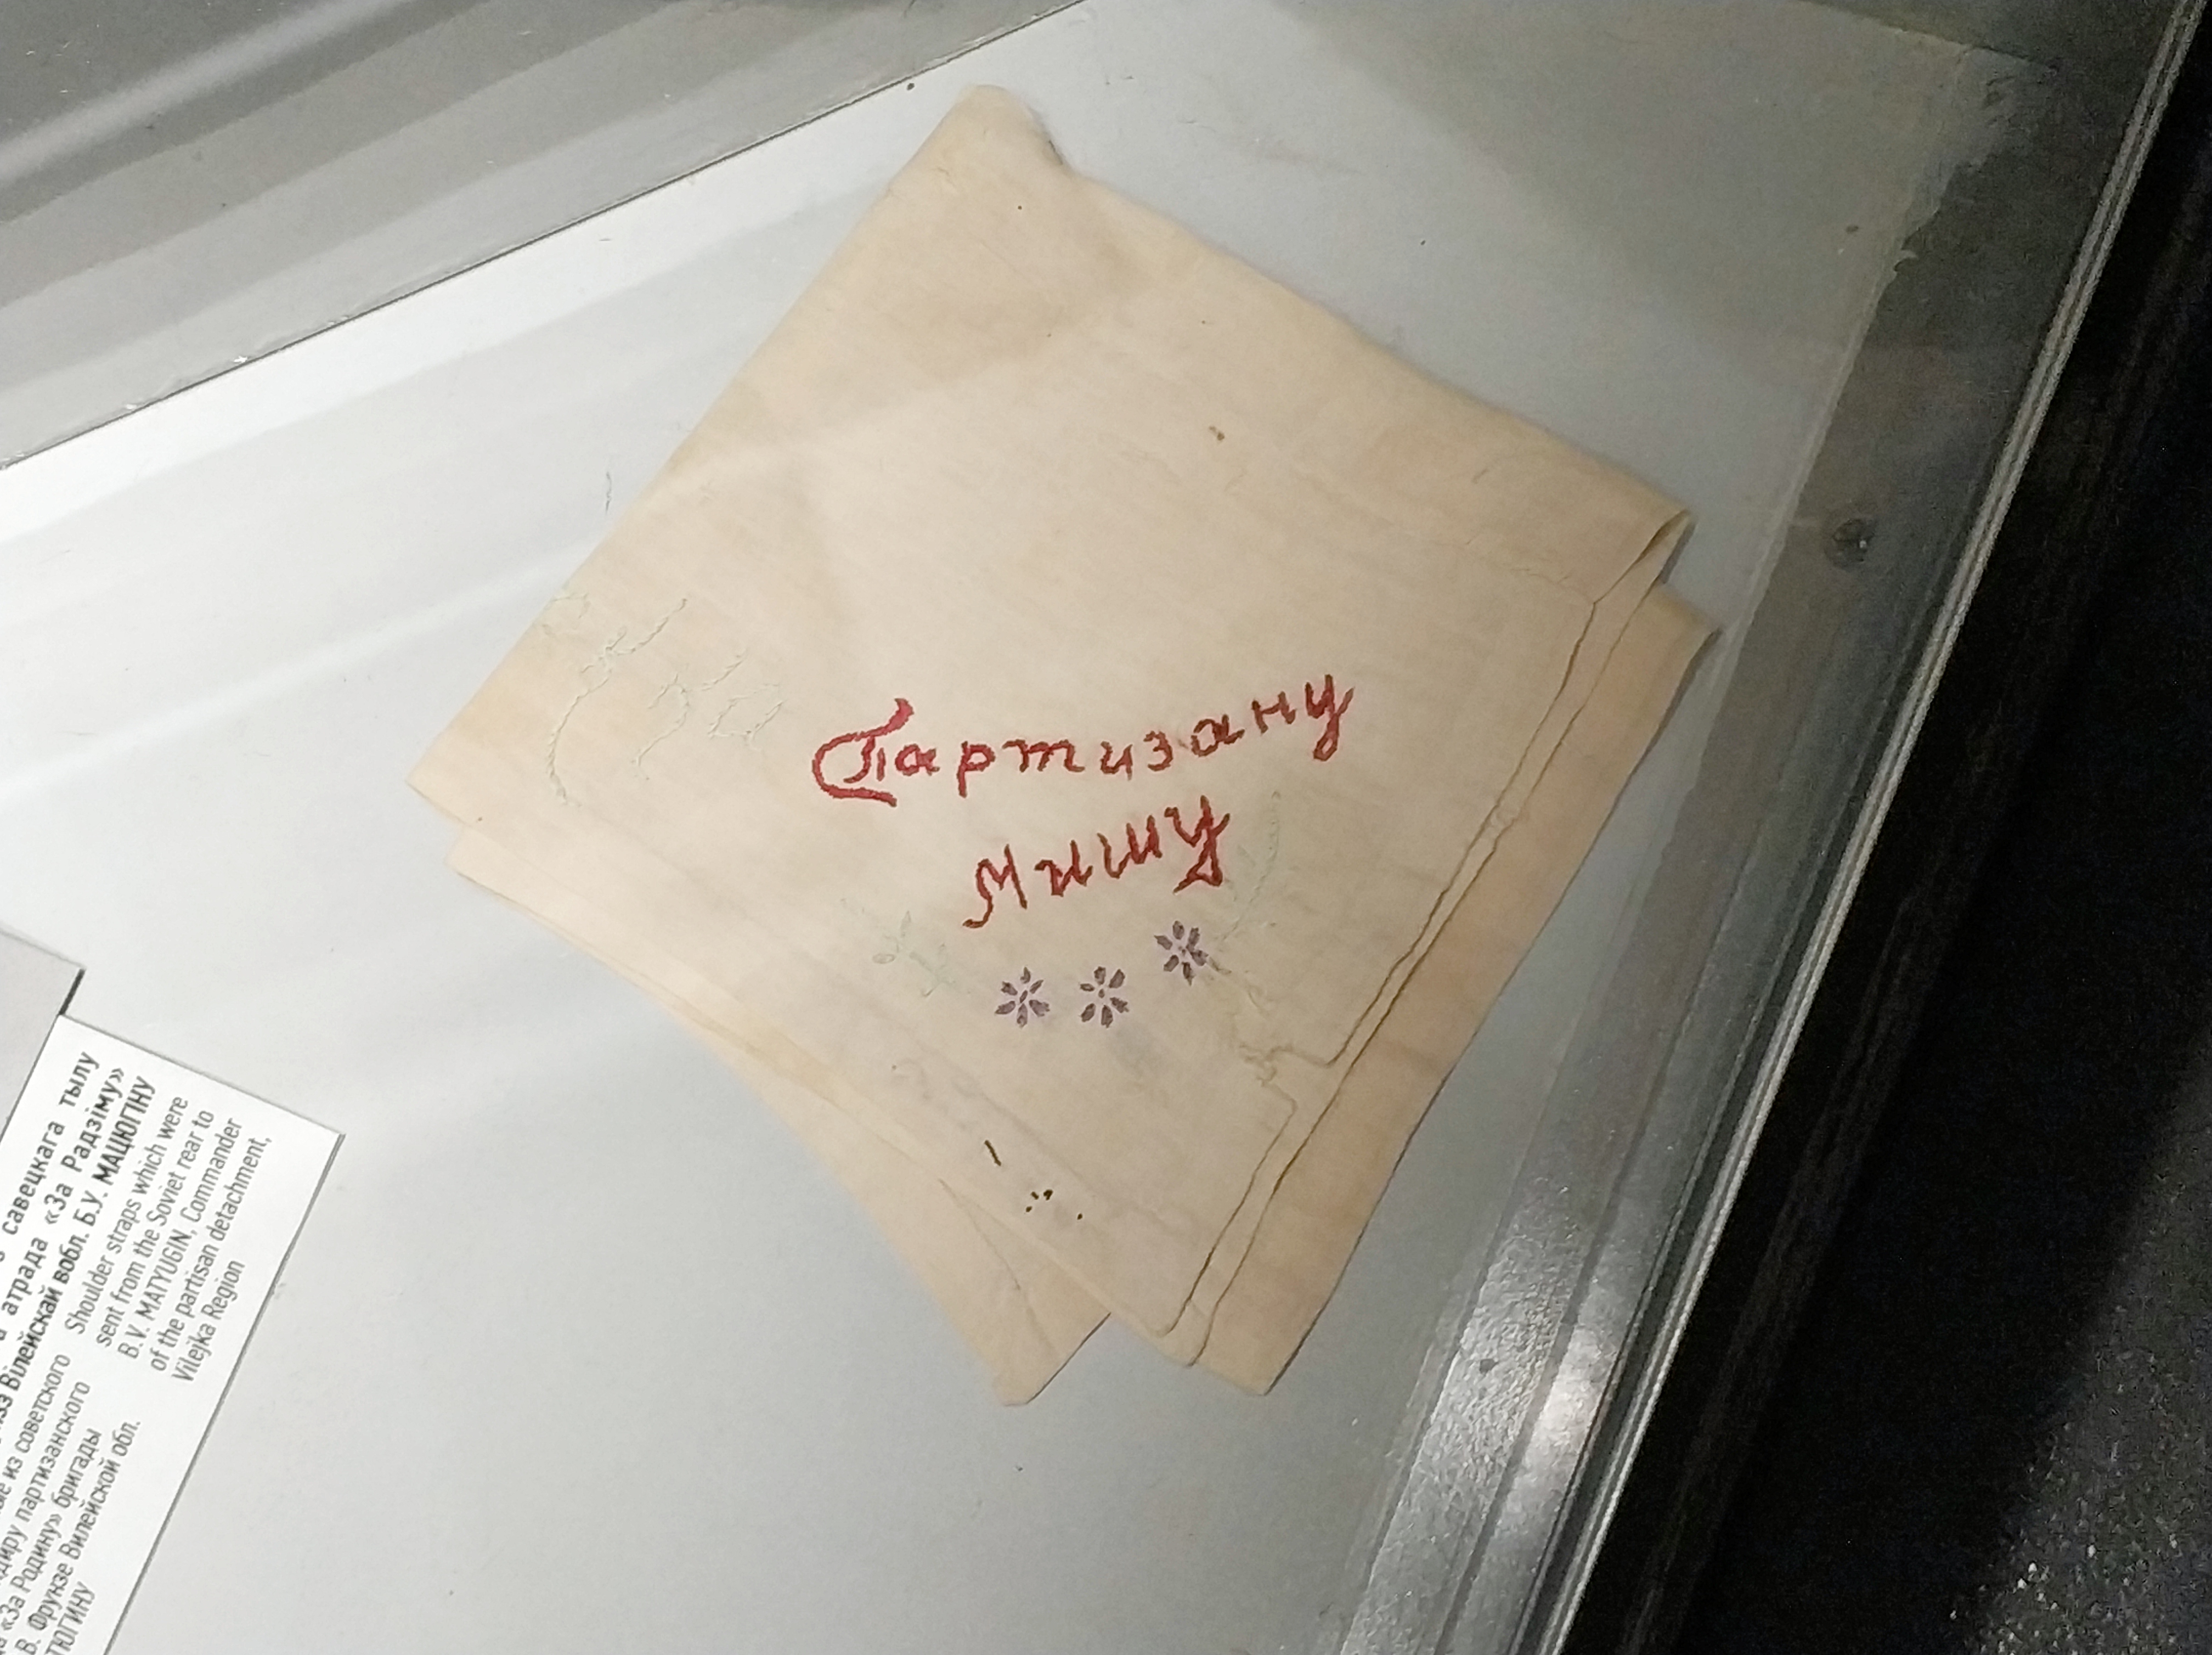 Партизану
Мишу
савецкага тылу
атрада «За Радзіму»
Вілейскай вобл. Б.У. МАЦЮГІНУ
из советского
партизанского
«За Родину» бригады
В. Фрунзе Вилейской обл.
Shoulder straps which were
sent from the Soviet rear to
B.V. MATYUGIN, Commander
of the partisan detachment,
Vilejka Region